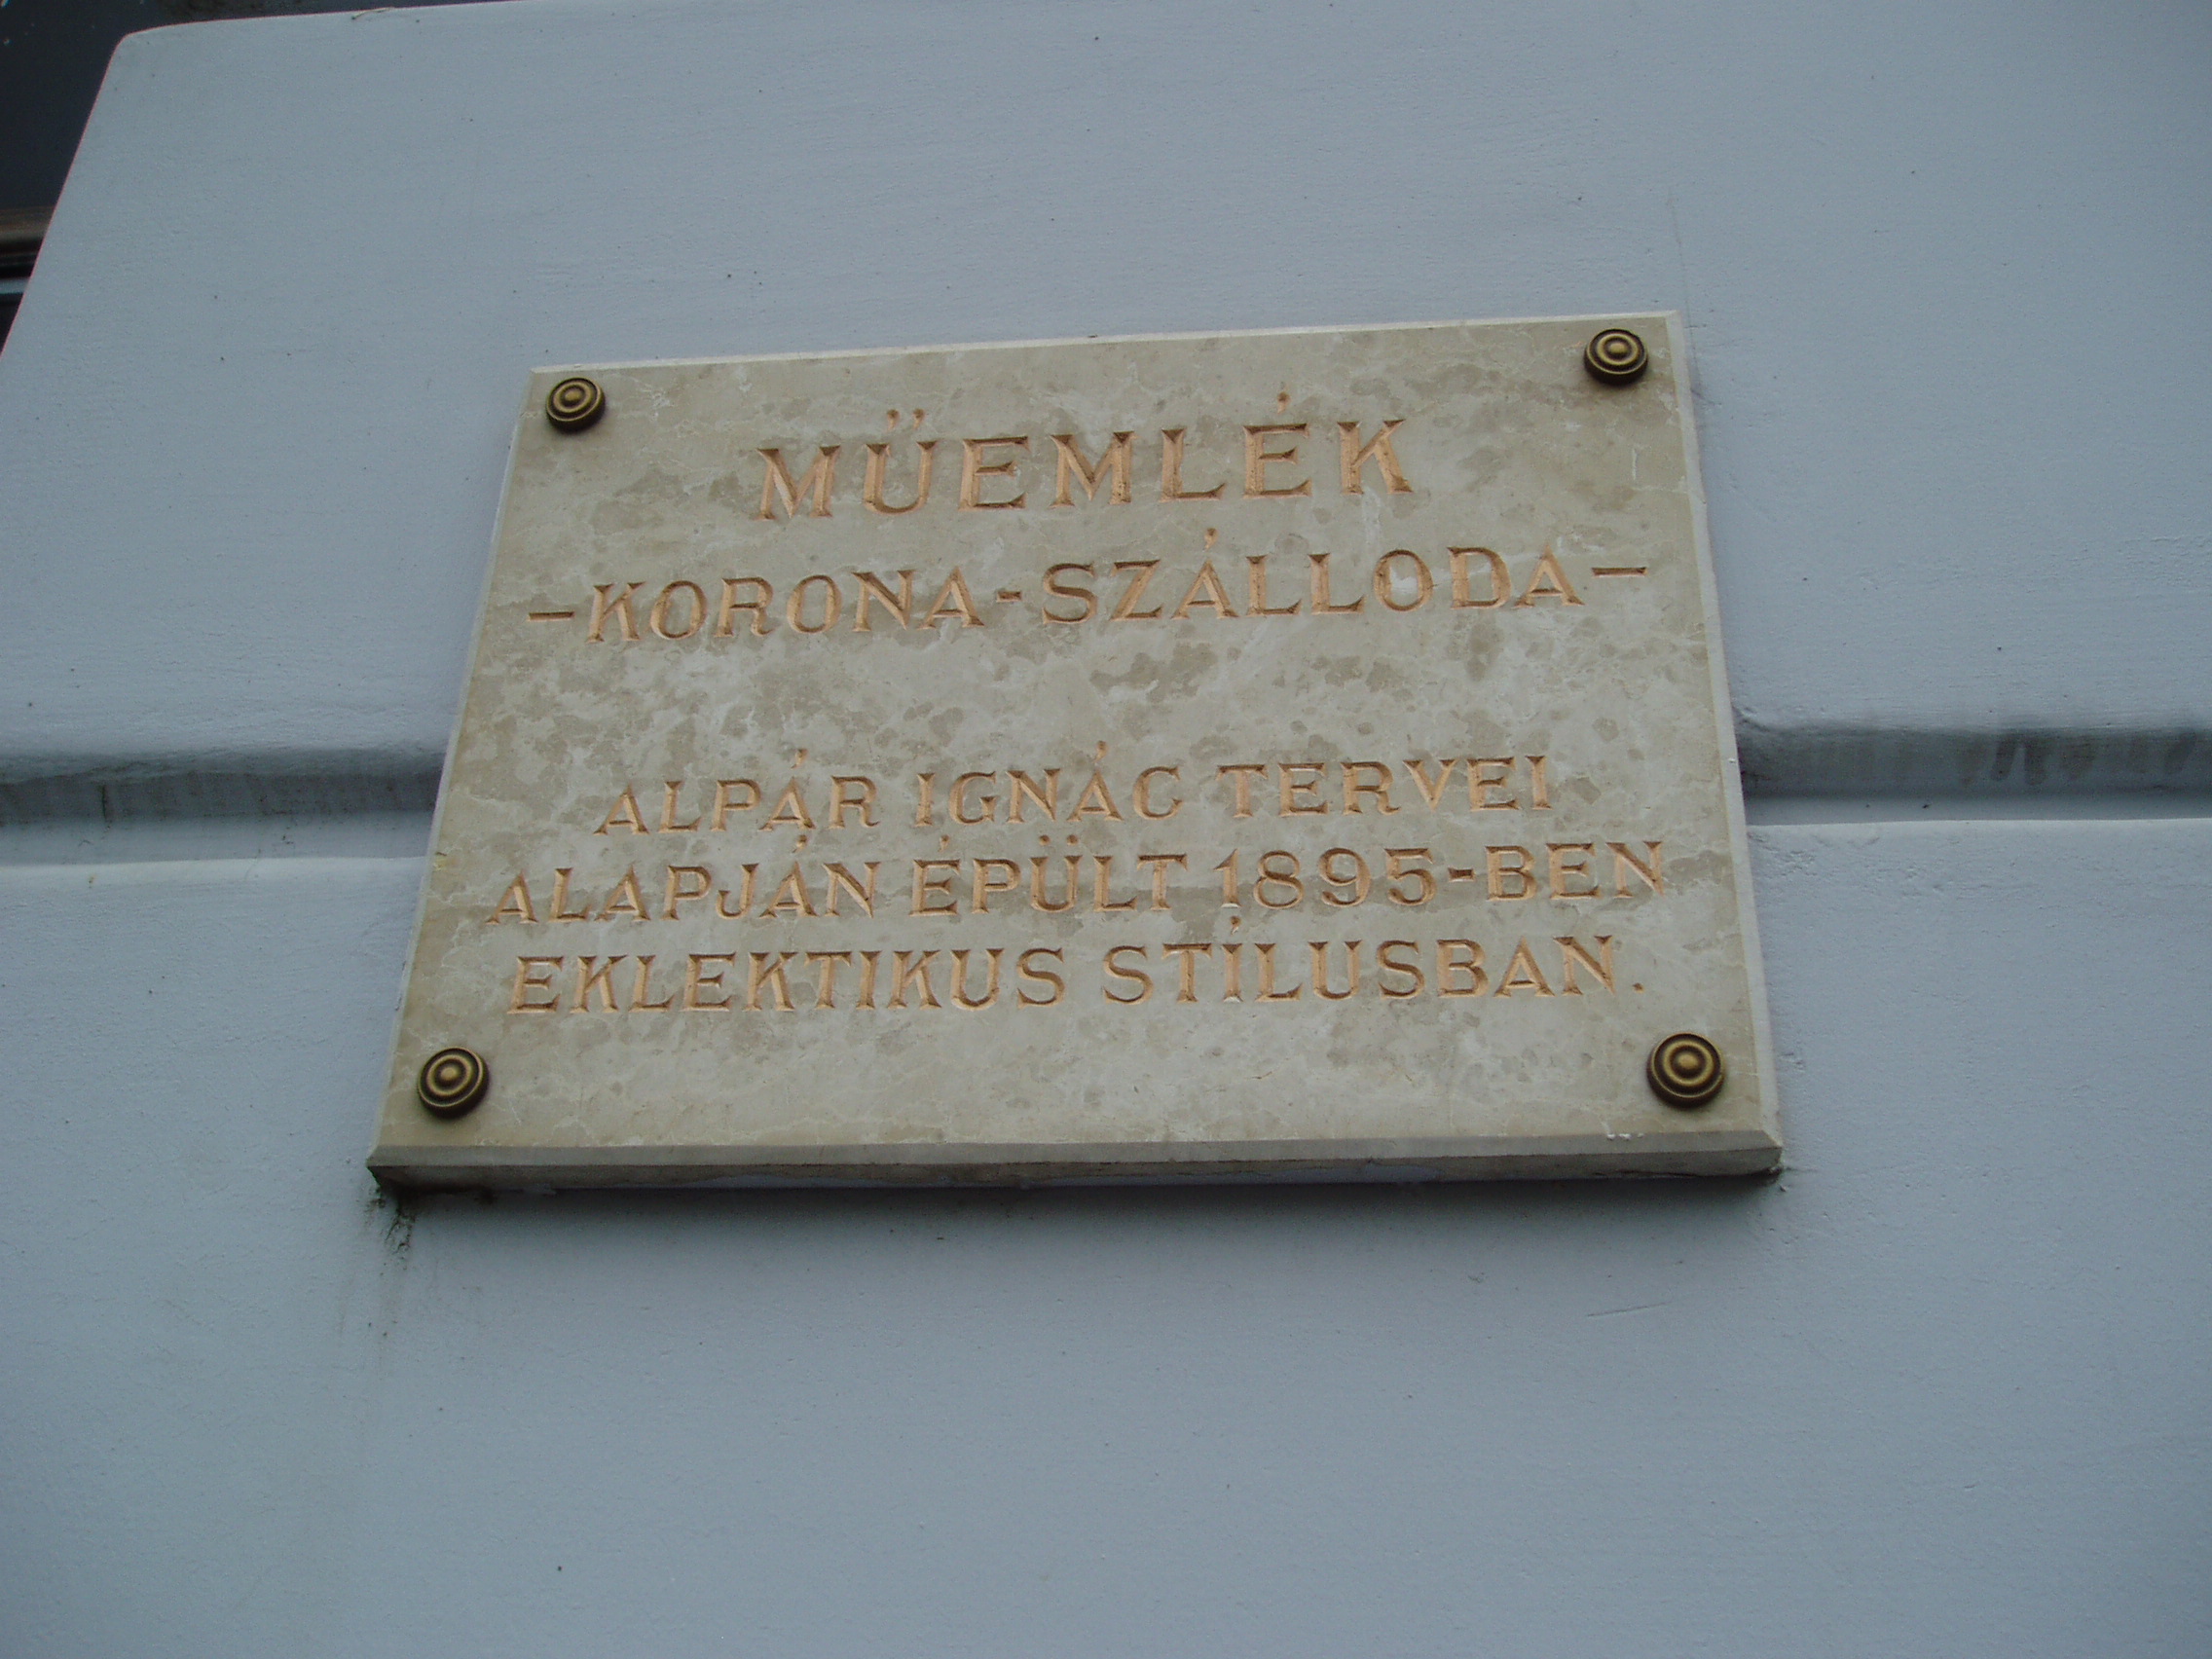 MŰEMLÉK
-KORONA-SZÁLLODA-
ALPÁR IGNÁC TERVEI
ALAPJÁN ÉPÜLT 1895-BEN
EKLEKTIKUS STÍLUSBAN.